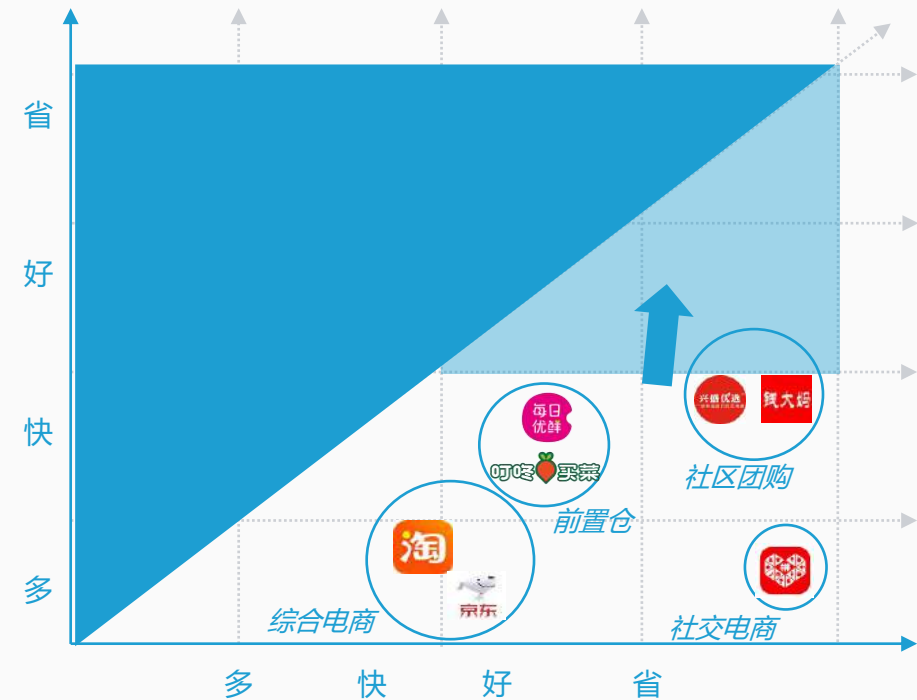 省
好
快
多
每日
优鲜
叮咚买菜
兴盛优选
钱大妈
社区团购
前置仓
淘
京东
综合电商
社交电商
多 快 好 省